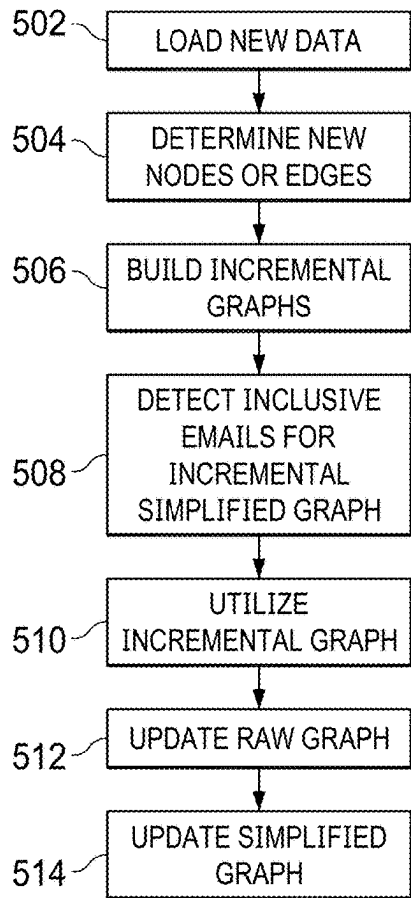 502
LOAD NEW DATA
504
DETERMINE NEW
NODES OR EDGES
506
BUILD INCREMENTAL
GRAPHS
508
DETECT INCLUSIVE
EMAILS FOR
INCREMENTAL
SIMPLIFIED GRAPH
510
UTILIZE
INCREMENTAL GRAPH
512
UPDATE RAW GRAPH
514
UPDATE SIMPLIFIED
GRAPH